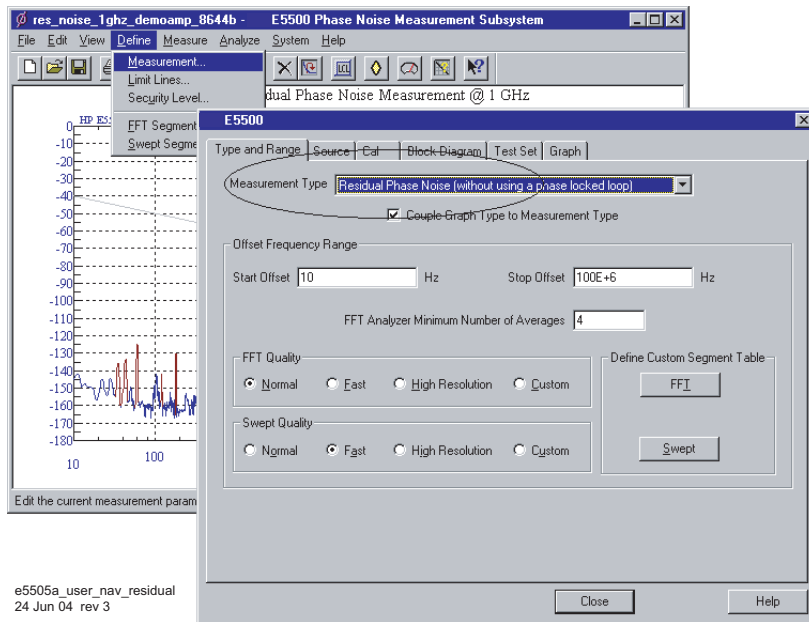 res_noise_1ghz_demoamp_8644b - E5500 Phase Noise Measurement Subsystem
File Edit View Define Measure Analyze System Help
Measurement...
Limit Lines...
Security Level...
FFT Segment
Swept Segme
dual Phase Noise Measurement @ 1 GHz
HP E5
0
-10
-20
-30
-40
-50
-60
-70
-80
-90
-100
-110
-120
-130
-140
-150
-160
-170
-180
10 100
Edit the current measurement param
E5500
Type and Range Source Cal Block Diagram Test Set Graph
Measurement Type Residual Phase Noise (without using a phase locked loop)
Couple Graph Type to Measurement Type
Offset Frequency Range
Start Offset 10 Hz Stop Offset 100E+6 Hz
FFT Analyzer Minimum Number of Averages 4
FFT Quality
Normal Fast High Resolution Custom
Swept Quality
Normal Fast High Resolution Custom
Define Custom Segment Table
FFT
Swept
Close Help
e5505a_user_nav_residual
24 Jun 04 rev 3